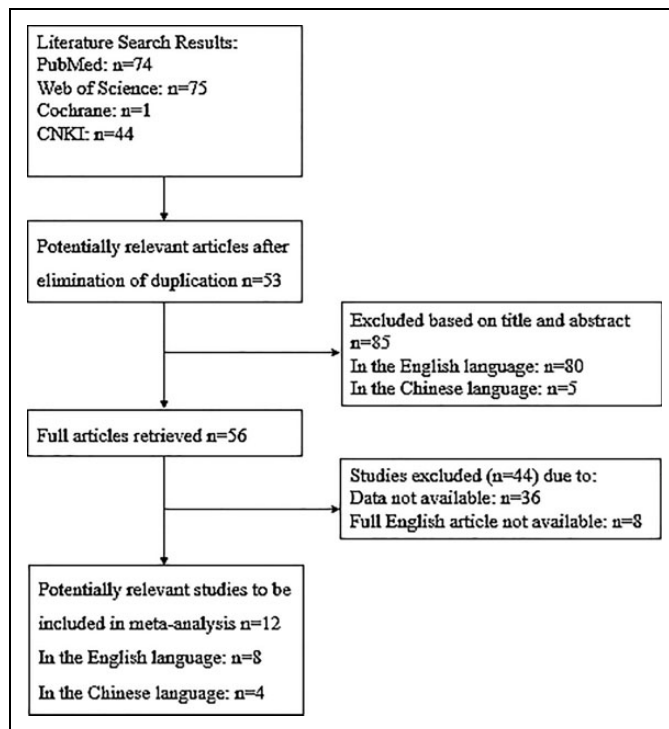 Literature Search Results:
PubMed: n=74
Web of Science: n=75
Cochrane: n=1
CNKI: n=44
Potentially relevant articles after
elimination of duplication n=53
Excluded based on title and abstract
n=85
In the English language: n=80
In the Chinese language: n=5
Full articles retrieved n=56
Studies excluded (n=44) due to:
Data not available: n=36
Full English article not available: n=8
Potentially relevant studies to be
included in meta-analysis n=12
In the English language: n=8
In the Chinese language: n=4